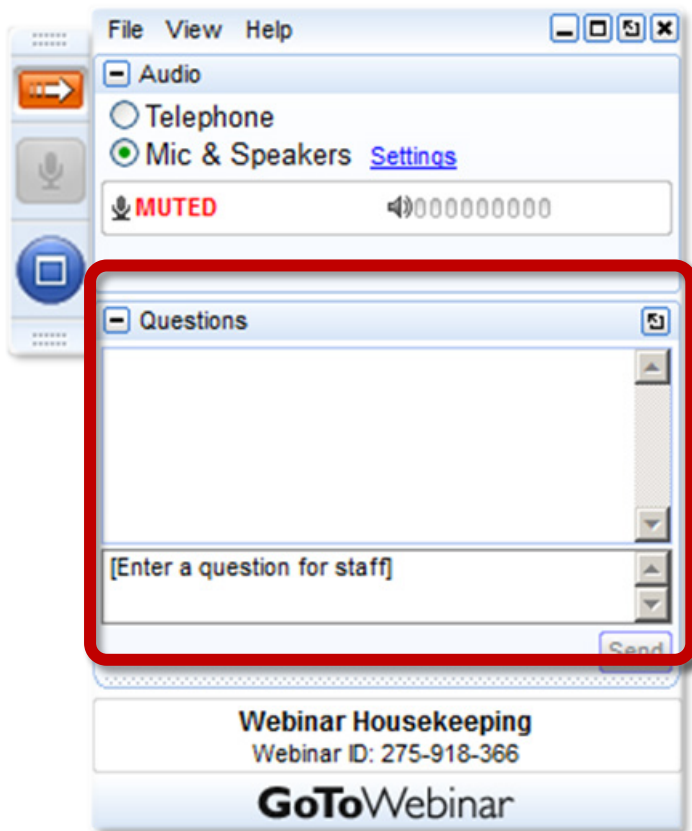 File View Help
Audio
Telephone
Mic & Speakers Settings
MUTED 000000000
Questions
[Enter a question for staff]
Send
Webinar Housekeeping
Webinar ID: 275-918-366
GoToWebinar